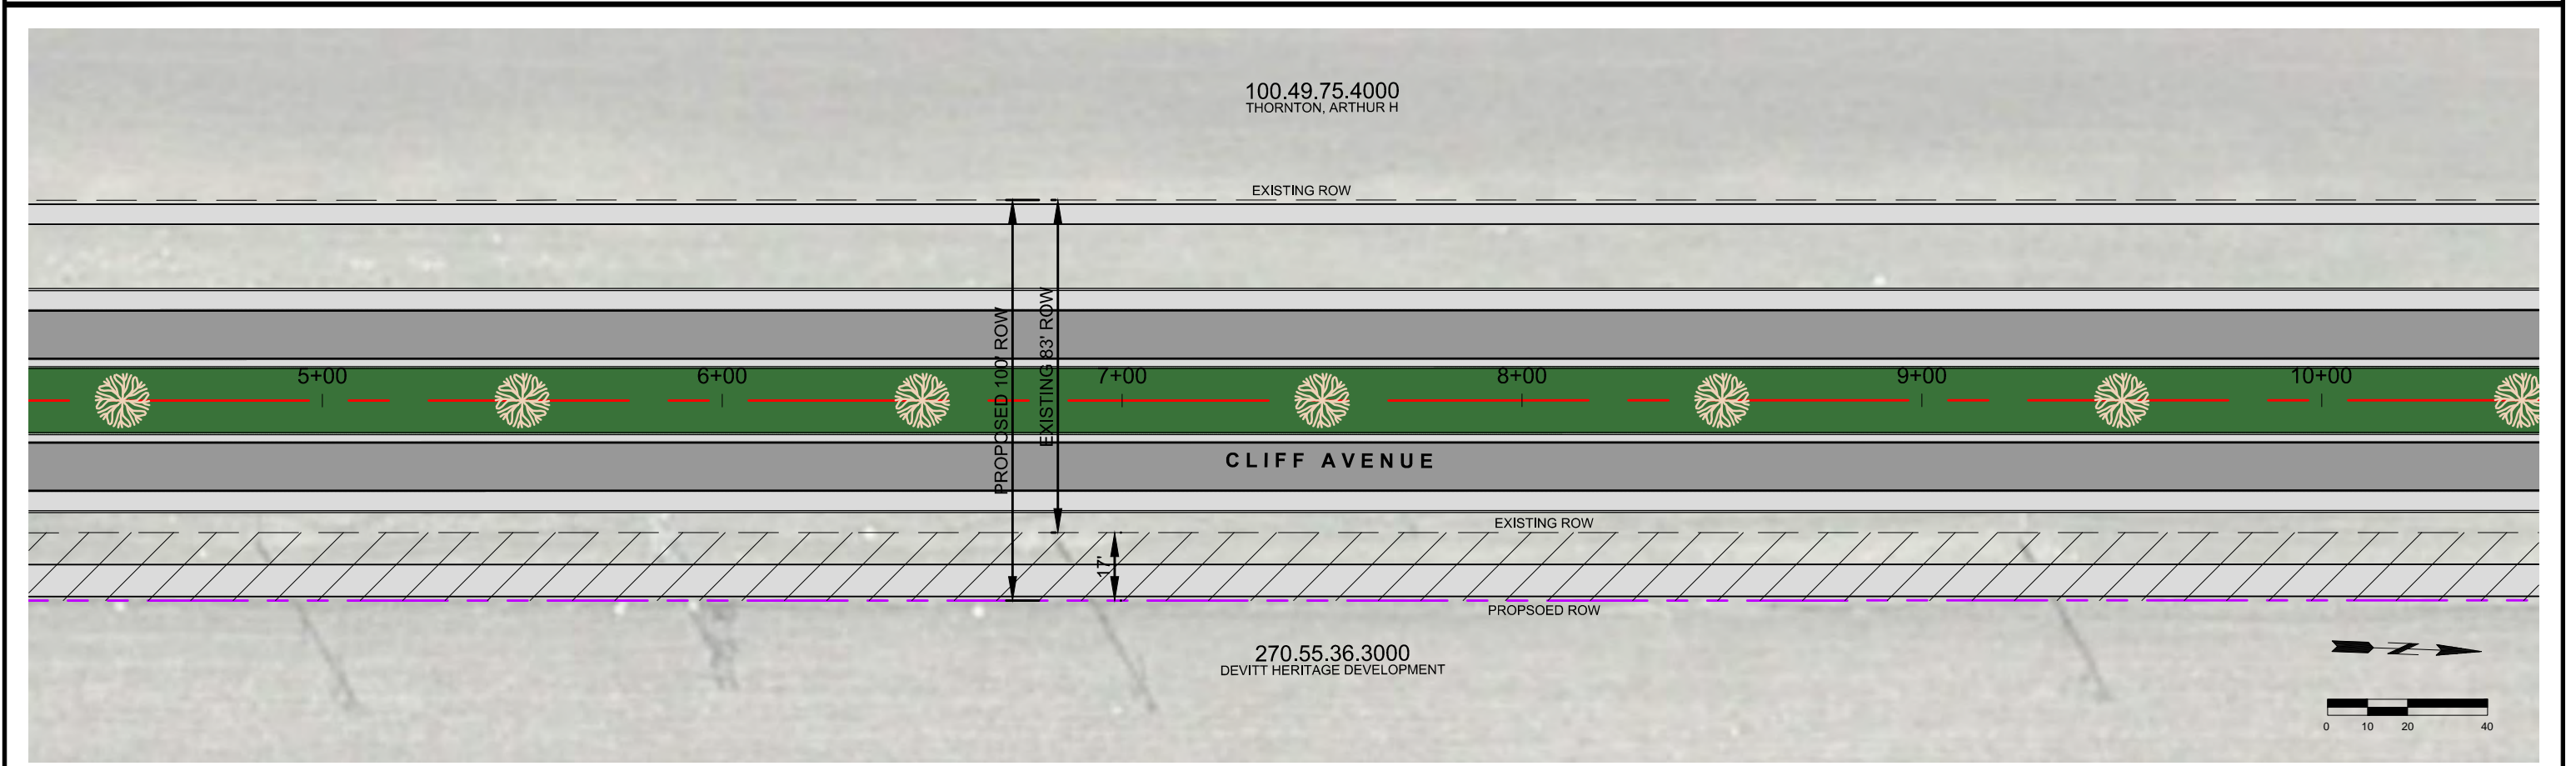 100.49.75.4000
THORNTON, ARTHUR H
EXISTING ROW
PROPOSED 100' ROW
EXISTING 83' ROW
5+00
6+00
7+00
8+00
9+00
10+00
CLIFF AVENUE
EXISTING ROW
17'
PROPSOED ROW
270.55.36.3000
DEVITT HERITAGE DEVELOPMENT
N
0 10 20 40